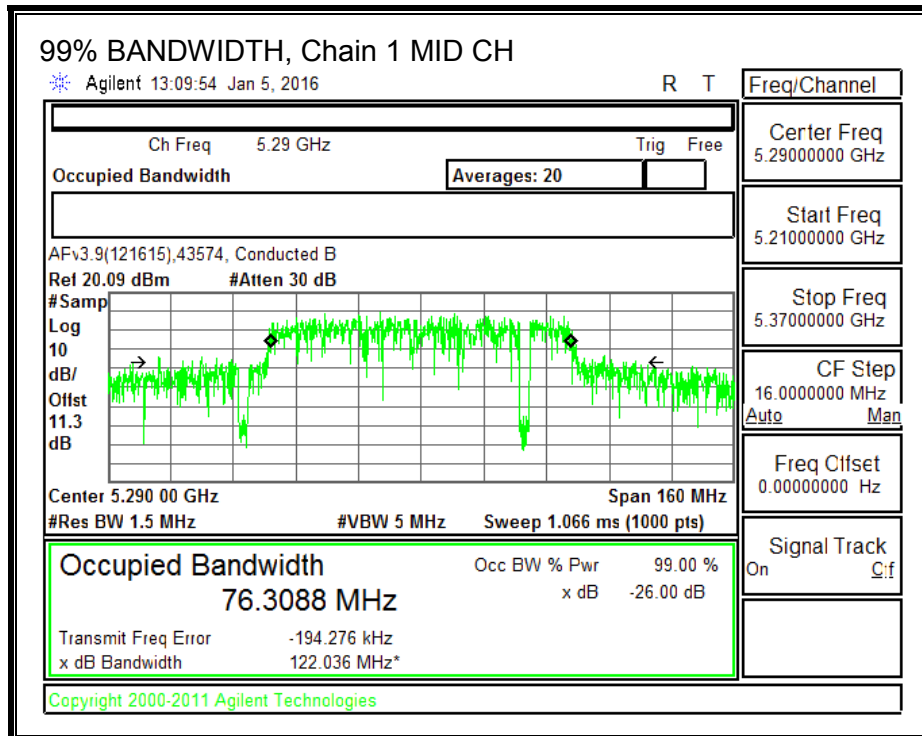 99% BANDWIDTH, Chain 1 MID CH
Agilent 13:09:54 Jan 5, 2016 R T
Freq/Channel
Ch Freq 5.29 GHz Trig Free
Occupied Bandwidth Averages: 20
Center Freq
5.29000000 GHz
Start Freq
5.21000000 GHz
Stop Freq
5.37000000 GHz
CF Step
16.0000000 MHz
Auto Man
Freq Offset
0.00000000 Hz
Signal Track
On Off
AFv3.9(121615),43574, Conducted B
Ref 20.09 dBm #Atten 30 dB
#Samp
Log
10
dB/
Offst
11.3
dB
Center 5.290 00 GHz Span 160 MHz
#Res BW 1.5 MHz #VBW 5 MHz Sweep 1.066 ms (1000 pts)
Occupied Bandwidth Occ BW % Pwr 99.00 %
76.3088 MHz x dB -26.00 dB
Transmit Freq Error -194.276 kHz
x dB Bandwidth 122.036 MHz*
Copyright 2000-2011 Agilent Technologies